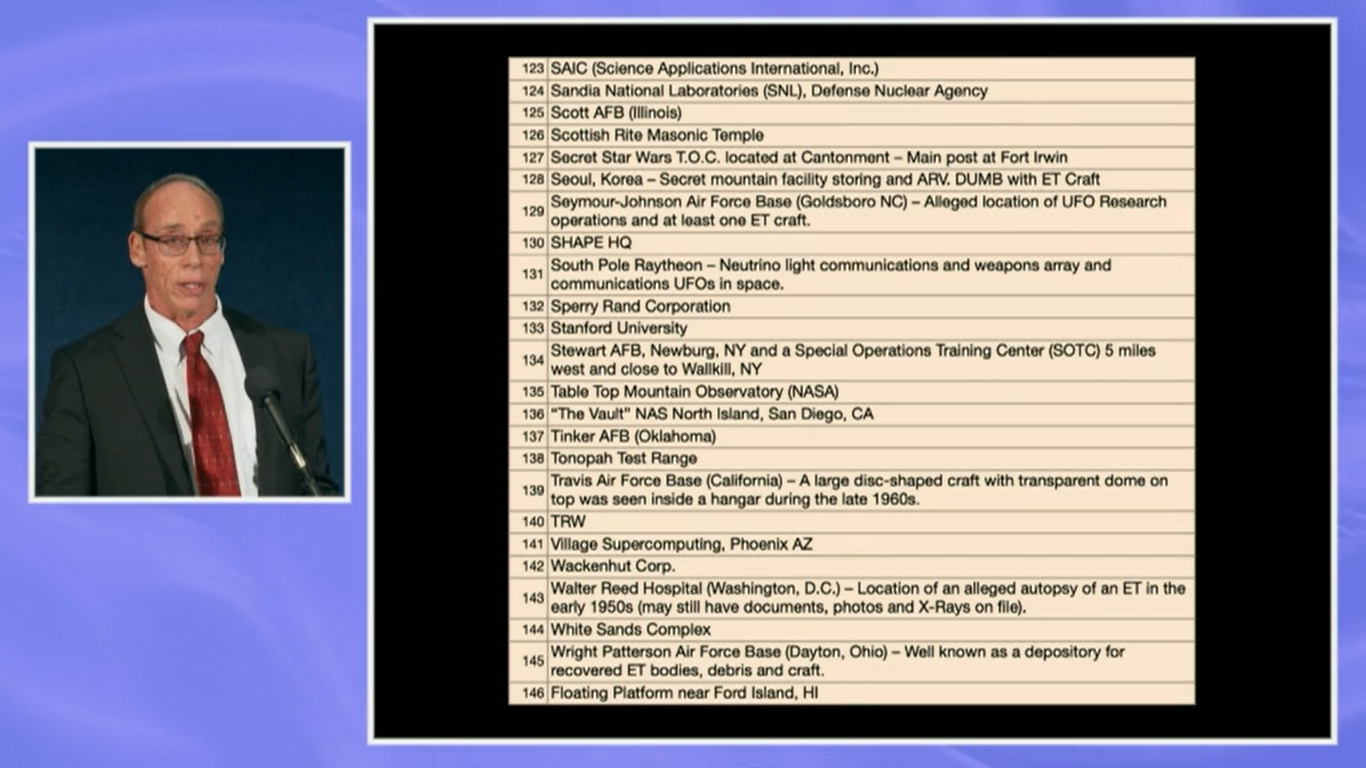 123 SAIC (Science Applications International, Inc.)
124 Sandia National Laboratories (SNL), Defense Nuclear Agency
125 Scott AFB (Illinois)
126 Scottish Rite Masonic Temple
127 Secret Star Wars T.O.C. located at Cantonment – Main post at Fort Irwin
128 Seoul, Korea – Secret mountain facility storing and ARV. DUMB with ET Craft
129 Seymour-Johnson Air Force Base (Goldsboro NC) – Alleged location of UFO Research
operations and at least one ET craft.
130 SHAPE HQ
131 South Pole Raytheon – Neutrino light communications and weapons array and
communications UFOs in space.
132 Sperry Rand Corporation
133 Stanford University
134 Stewart AFB, Newburg, NY and a Special Operations Training Center (SOTC) 5 miles
west and close to Wallkill, NY
135 Table Top Mountain Observatory (NASA)
136 “The Vault” NAS North Island, San Diego, CA
137 Tinker AFB (Oklahoma)
138 Tonopah Test Range
139 Travis Air Force Base (California) – A large disc-shaped craft with transparent dome on
top was seen inside a hangar during the late 1960s.
140 TRW
141 Village Supercomputing, Phoenix AZ
142 Wackenhut Corp.
143 Walter Reed Hospital (Washington, D.C.) – Location of an alleged autopsy of an ET in the
early 1950s (may still have documents, photos and X-Rays on file).
144 White Sands Complex
145 Wright Patterson Air Force Base (Dayton, Ohio) – Well known as a depository for
recovered ET bodies, debris and craft.
146 Floating Platform near Ford Island, HI